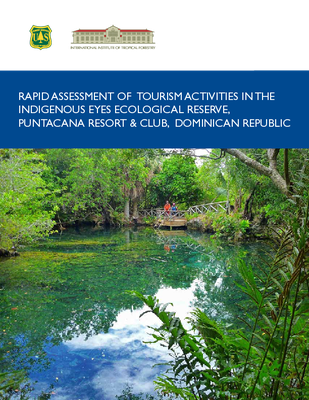 INTERNATIONAL INSTITUTE OF TROPICAL FORESTRY
RAPID ASSESSMENT OF TOURISM ACTIVITIES IN THE
INDIGENOUS EYES ECOLOGICAL RESERVE,
PUNTACANA RESORT & CLUB, DOMINICAN REPUBLIC